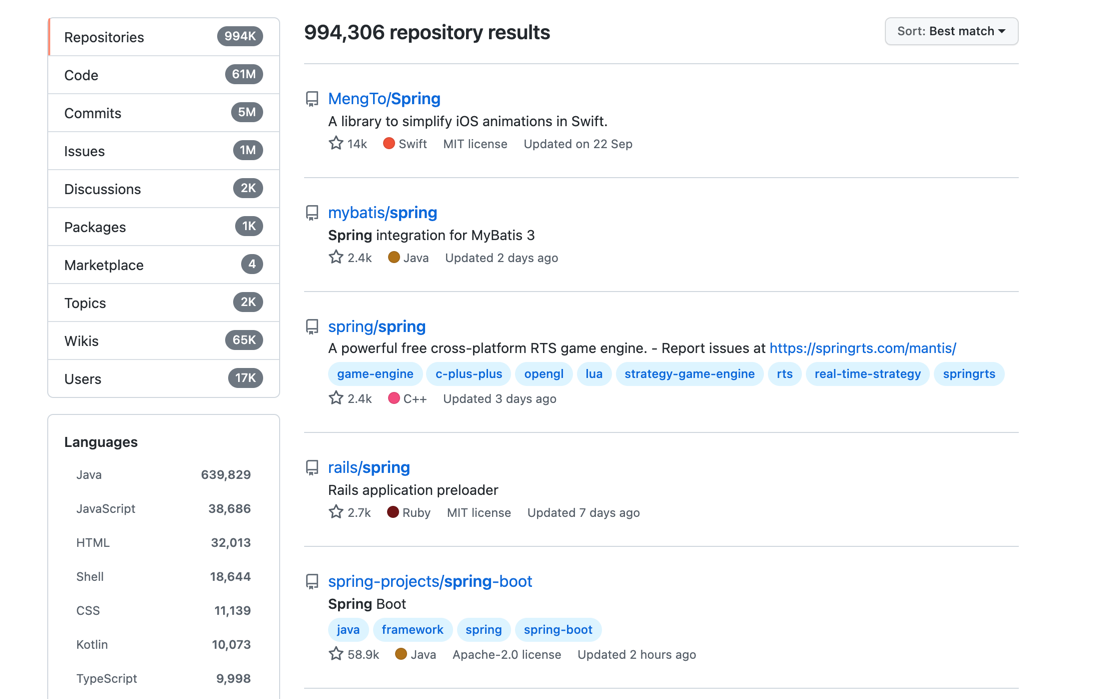 Repositories 994K
Code 61M
Commits 5M
Issues 1M
Discussions 2K
Packages 1K
Marketplace 4
Topics 2K
Wikis 65K
Users 17K
Languages
Java 639,829
JavaScript 38,686
HTML 32,013
Shell 18,644
CSS 11,139
Kotlin 10,073
TypeScript 9,998
994,306 repository results
Sort: Best match
MengTo/Spring
A library to simplify iOS animations in Swift.
14k Swift MIT license Updated on 22 Sep
mybatis/spring
Spring integration for MyBatis 3
2.4k Java Updated 2 days ago
spring/spring
A powerful free cross-platform RTS game engine. - Report issues at https://springrts.com/mantis/
game-engine c-plus-plus opengl lua strategy-game-engine rts real-time-strategy springrts
2.4k C++ Updated 3 days ago
rails/spring
Rails application preloader
2.7k Ruby MIT license Updated 7 days ago
spring-projects/spring-boot
Spring Boot
java framework spring spring-boot
58.9k Java Apache-2.0 license Updated 2 hours ago